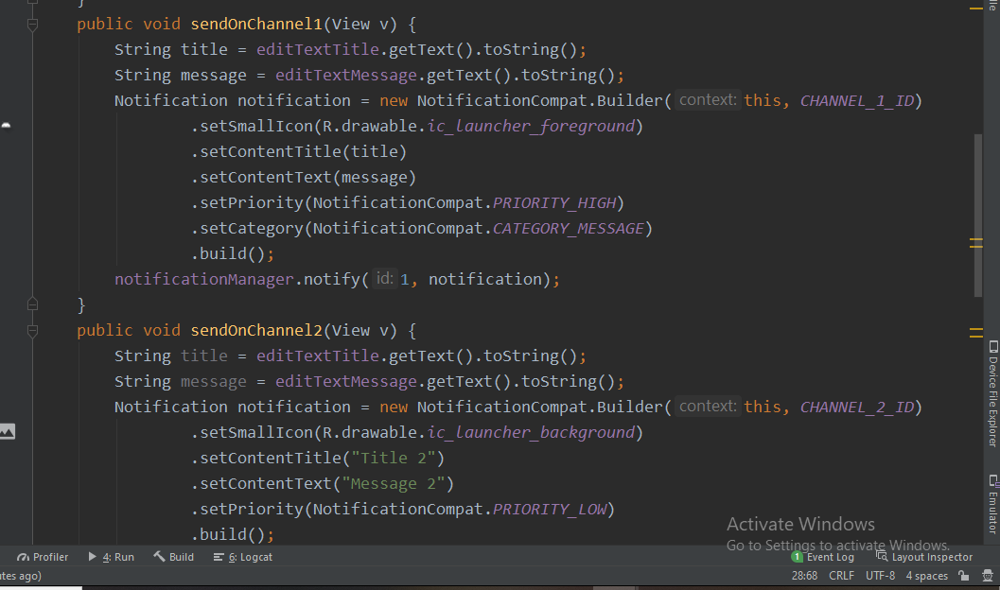 }
public void sendOnChannel1(View v) {
String title = editTextTitle.getText().toString();
String message = editTextMessage.getText().toString();
Notification notification = new NotificationCompat.Builder( context: this, CHANNEL_1_ID)
.setSmallIcon(R.drawable.ic_launcher_foreground)
.setContentTitle(title)
.setContentText(message)
.setPriority(NotificationCompat.PRIORITY_HIGH)
.setCategory(NotificationCompat.CATEGORY_MESSAGE)
.build();
notificationManager.notify( id: 1, notification);
}
public void sendOnChannel2(View v) {
String title = editTextTitle.getText().toString();
String message = editTextMessage.getText().toString();
Notification notification = new NotificationCompat.Builder( context: this, CHANNEL_2_ID)
.setSmallIcon(R.drawable.ic_launcher_background)
.setContentTitle("Title 2")
.setContentText("Message 2")
.setPriority(NotificationCompat.PRIORITY_LOW)
.build();
Device File Explorer
Emulator
Activate Windows
Go to Settings to activate Windows.
Profiler 4: Run Build 6: Logcat 1 Event Log Layout Inspector
ago) 28:68 CRLF UTF-8 4 spaces